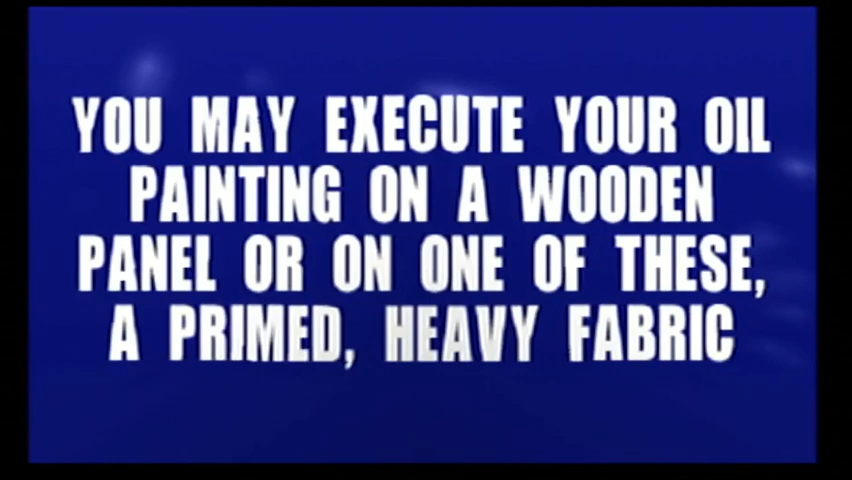 YOU MAY EXECUTE YOUR OIL
PAINTING ON A WOODEN
PANEL OR ON ONE OF THESE,
A PRIMED, HEAVY FABRIC